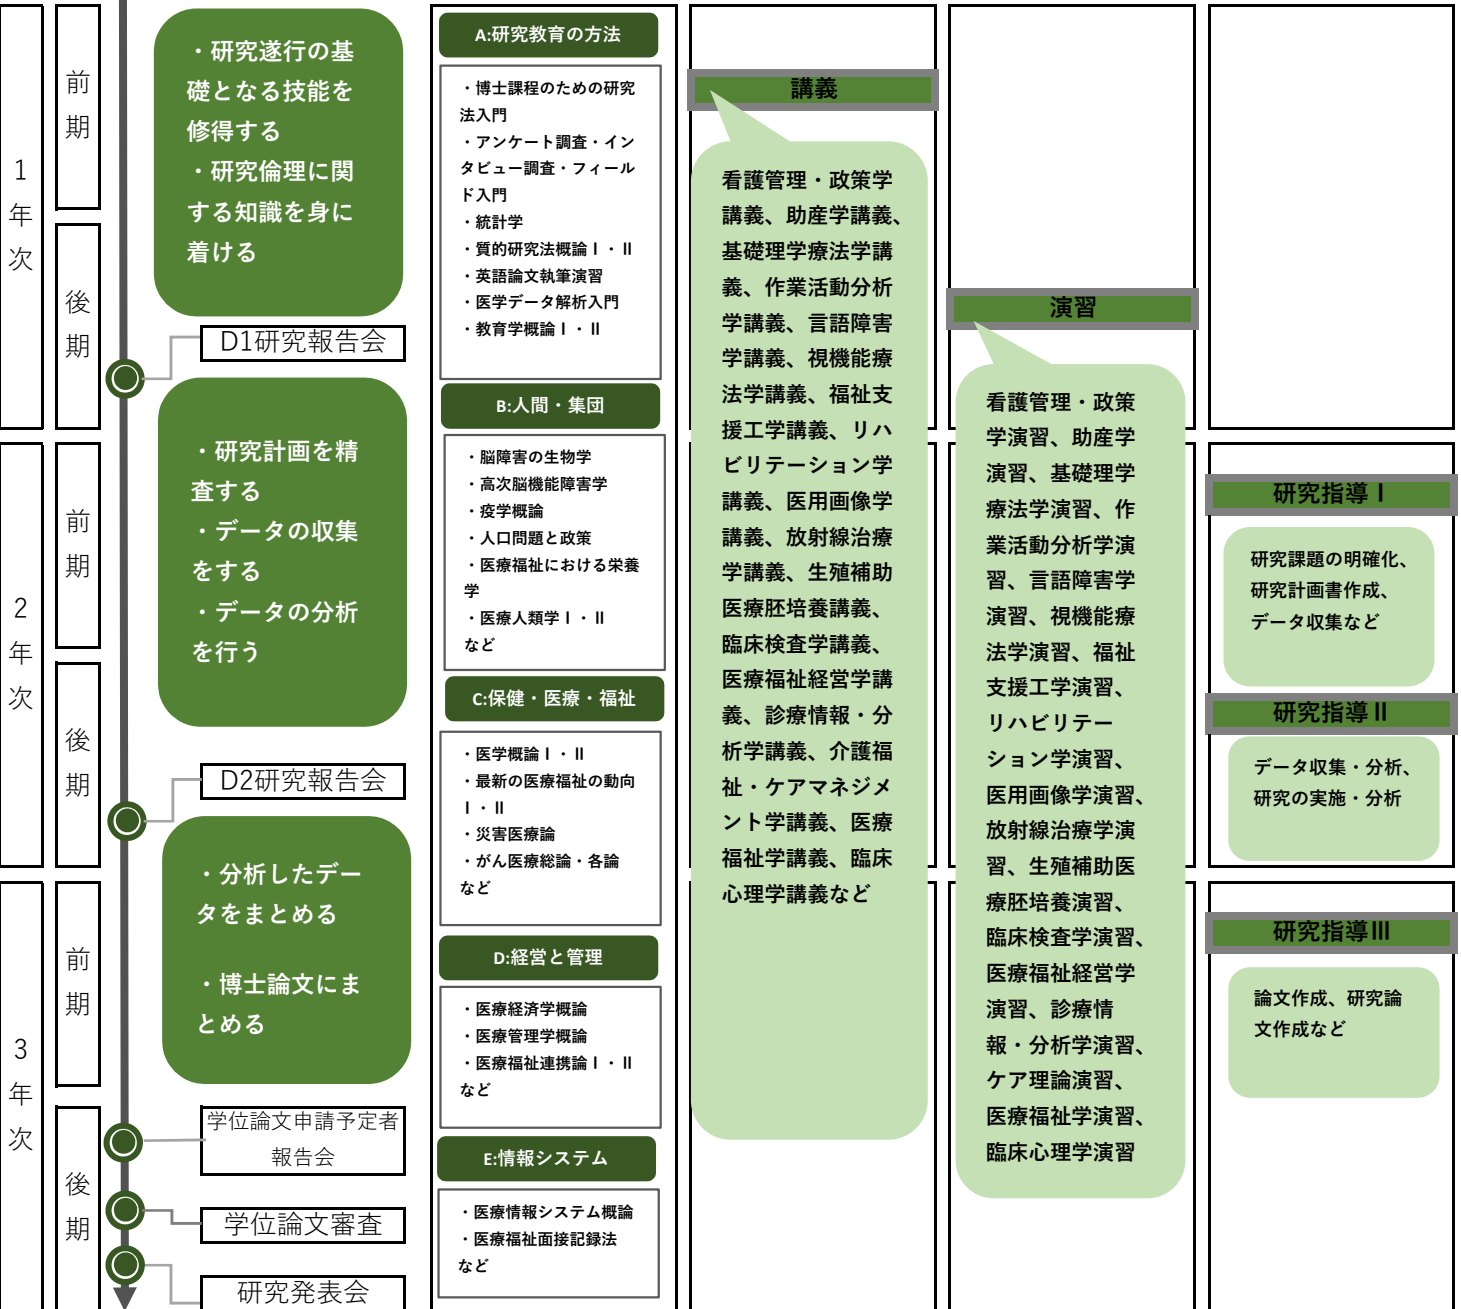 1
年
次
前
期
後
期
2
年
次
前
期
後
期
3
年
次
前
期
後
期
・研究遂行の基
礎となる技能を
修得する
・研究倫理に関
する知識を身に
着ける
D1研究報告会
・研究計画を精
査する
・データの収集
をする
・データの分析
を行う
D2研究報告会
・分析したデー
タをまとめる
・博士論文にま
とめる
学位論文申請予定者
報告会
学位論文審査
研究発表会
A:研究教育の方法
・博士課程のための研究
法入門
・アンケート調査・イン
タビュー調査・フィール
ド入門
・統計学
・質的研究法概論Ⅰ・Ⅱ
・英語論文執筆演習
・医学データ解析入門
・教育学概論Ⅰ・Ⅱ
B:人間・集団
・脳障害の生物学
・高次脳機能障害学
・疫学概論
・人口問題と政策
・医療福祉における栄養
学
・医療人類学Ⅰ・Ⅱ
など
C:保健・医療・福祉
・医学概論Ⅰ・Ⅱ
・最新の医療福祉の動向
Ⅰ・Ⅱ
・災害医療論
・がん医療総論・各論
など
D:経営と管理
・医療経済学概論
・医療管理学概論
・医療福祉連携論Ⅰ・Ⅱ
など
E:情報システム
・医療情報システム概論
・医療福祉面接記録法
など
講義
看護管理・政策学
講義、助産学講義、
基礎理学療法学講
義、作業活動分析
学講義、言語障害
学講義、視機能療
法学講義、福祉支
援工学講義、リハ
ビリテーション学
講義、医用画像学
講義、放射線治療
学講義、生殖補助
医療胚培養講義、
臨床検査学講義、
医療福祉経営学講
義、診療情報・分
析学講義、介護福
祉・ケアマネジメ
ント学講義、医療
福祉学講義、臨床
心理学講義など
演習
看護管理・政策
学演習、助産学
演習、基礎理学
療法学演習、作
業活動分析学演
習、言語障害学
演習、視機能療
法学演習、福祉
支援工学演習、
リハビリテー
ション学演習、
医用画像学演習、
放射線治療学演
習、生殖補助医
療胚培養演習、
臨床検査学演習、
医療福祉経営学
演習、診療情
報・分析学演習、
ケア理論演習、
医療福祉学演習、
臨床心理学演習
研究指導Ⅰ
研究課題の明確化、
研究計画書作成、
データ収集など
研究指導Ⅱ
データ収集・分析、
研究の実施・分析
研究指導Ⅲ
論文作成、研究論
文作成など